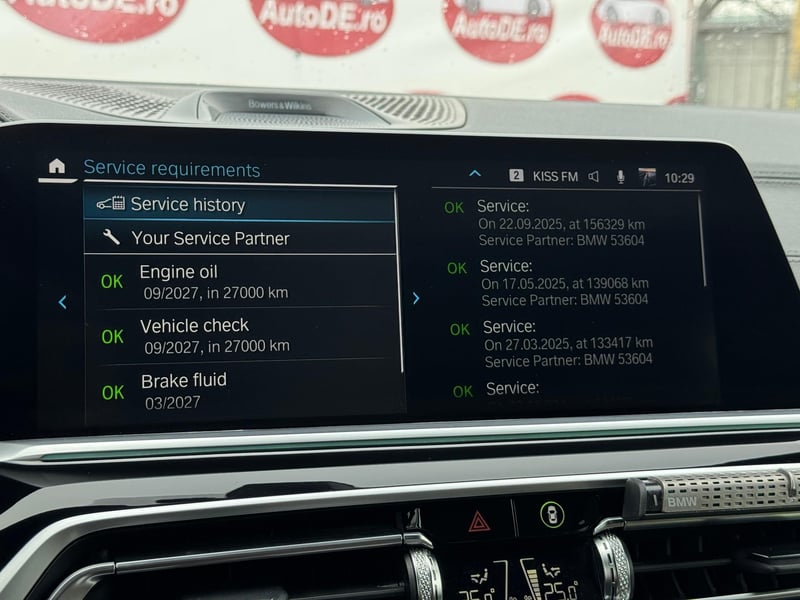 AutoDE.ro
AutoDE.ro
AutoDE.ro
AutoDE.ro
Bowers & Wilkins
Service requirements
2 KISS FM 10:29
Service history
Your Service Partner
OK Engine oil
09/2027, in 27000 km
OK Vehicle check
09/2027, in 27000 km
OK Brake fluid
03/2027
OK Service:
On 22.09.2025, at 156329 km
Service Partner: BMW 53604
OK Service:
On 17.05.2025, at 139068 km
Service Partner: BMW 53604
OK Service:
On 27.03.2025, at 133417 km
Service Partner: BMW 53604
OK Service:
BMW